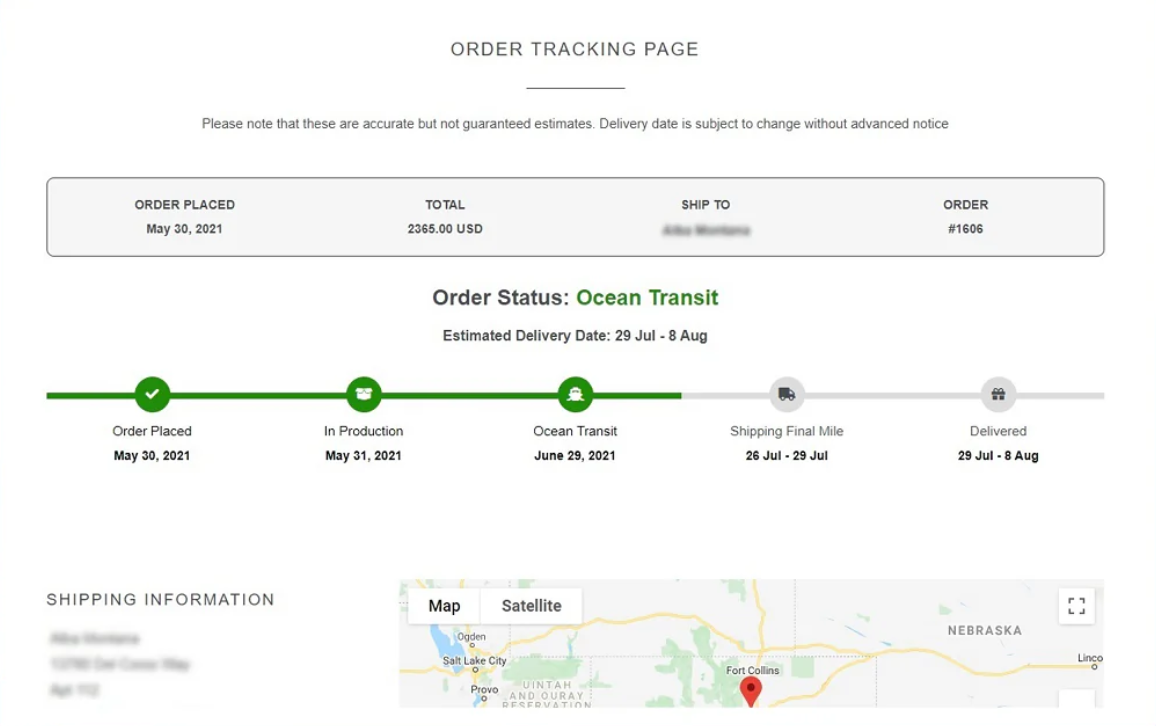 ORDER TRACKING PAGE
Please note that these are accurate but not guaranteed estimates. Delivery date is subject to change without advanced notice
ORDER PLACED TOTAL SHIP TO ORDER
May 30, 2021 2365.00 USD #1606
Order Status: Ocean Transit
Estimated Delivery Date: 29 Jul - 8 Aug
Order Placed In Production Ocean Transit Shipping Final Mile Delivered
May 30, 2021 May 31, 2021 June 29, 2021 26 Jul - 29 Jul 29 Jul - 8 Aug
SHIPPING INFORMATION
Map Satellite
NEBRASKA
Ogden
Salt Lake City
Linco
Fort Collins
Provo
UINTAH
AND OURAY
RESERVATION